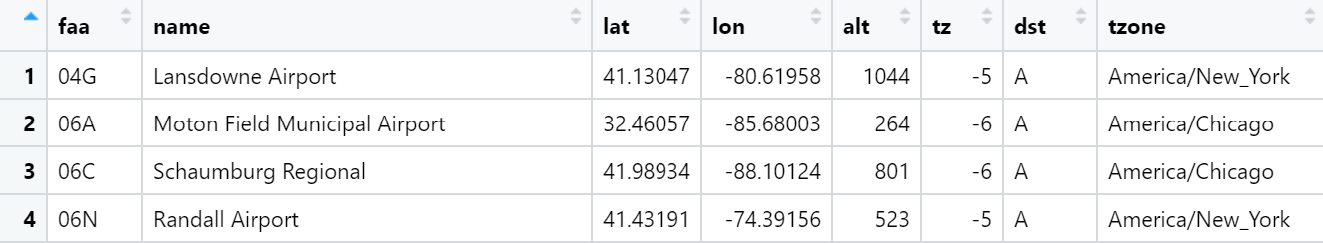 faa name lat lon alt tz dst tzone
1 04G Lansdowne Airport 41.13047 -80.61958 1044 -5 A America/New_York
2 06A Moton Field Municipal Airport 32.46057 -85.68003 264 -6 A America/Chicago
3 06C Schaumburg Regional 41.98934 -88.10124 801 -6 A America/Chicago
4 06N Randall Airport 41.43191 -74.39156 523 -5 A America/New_York